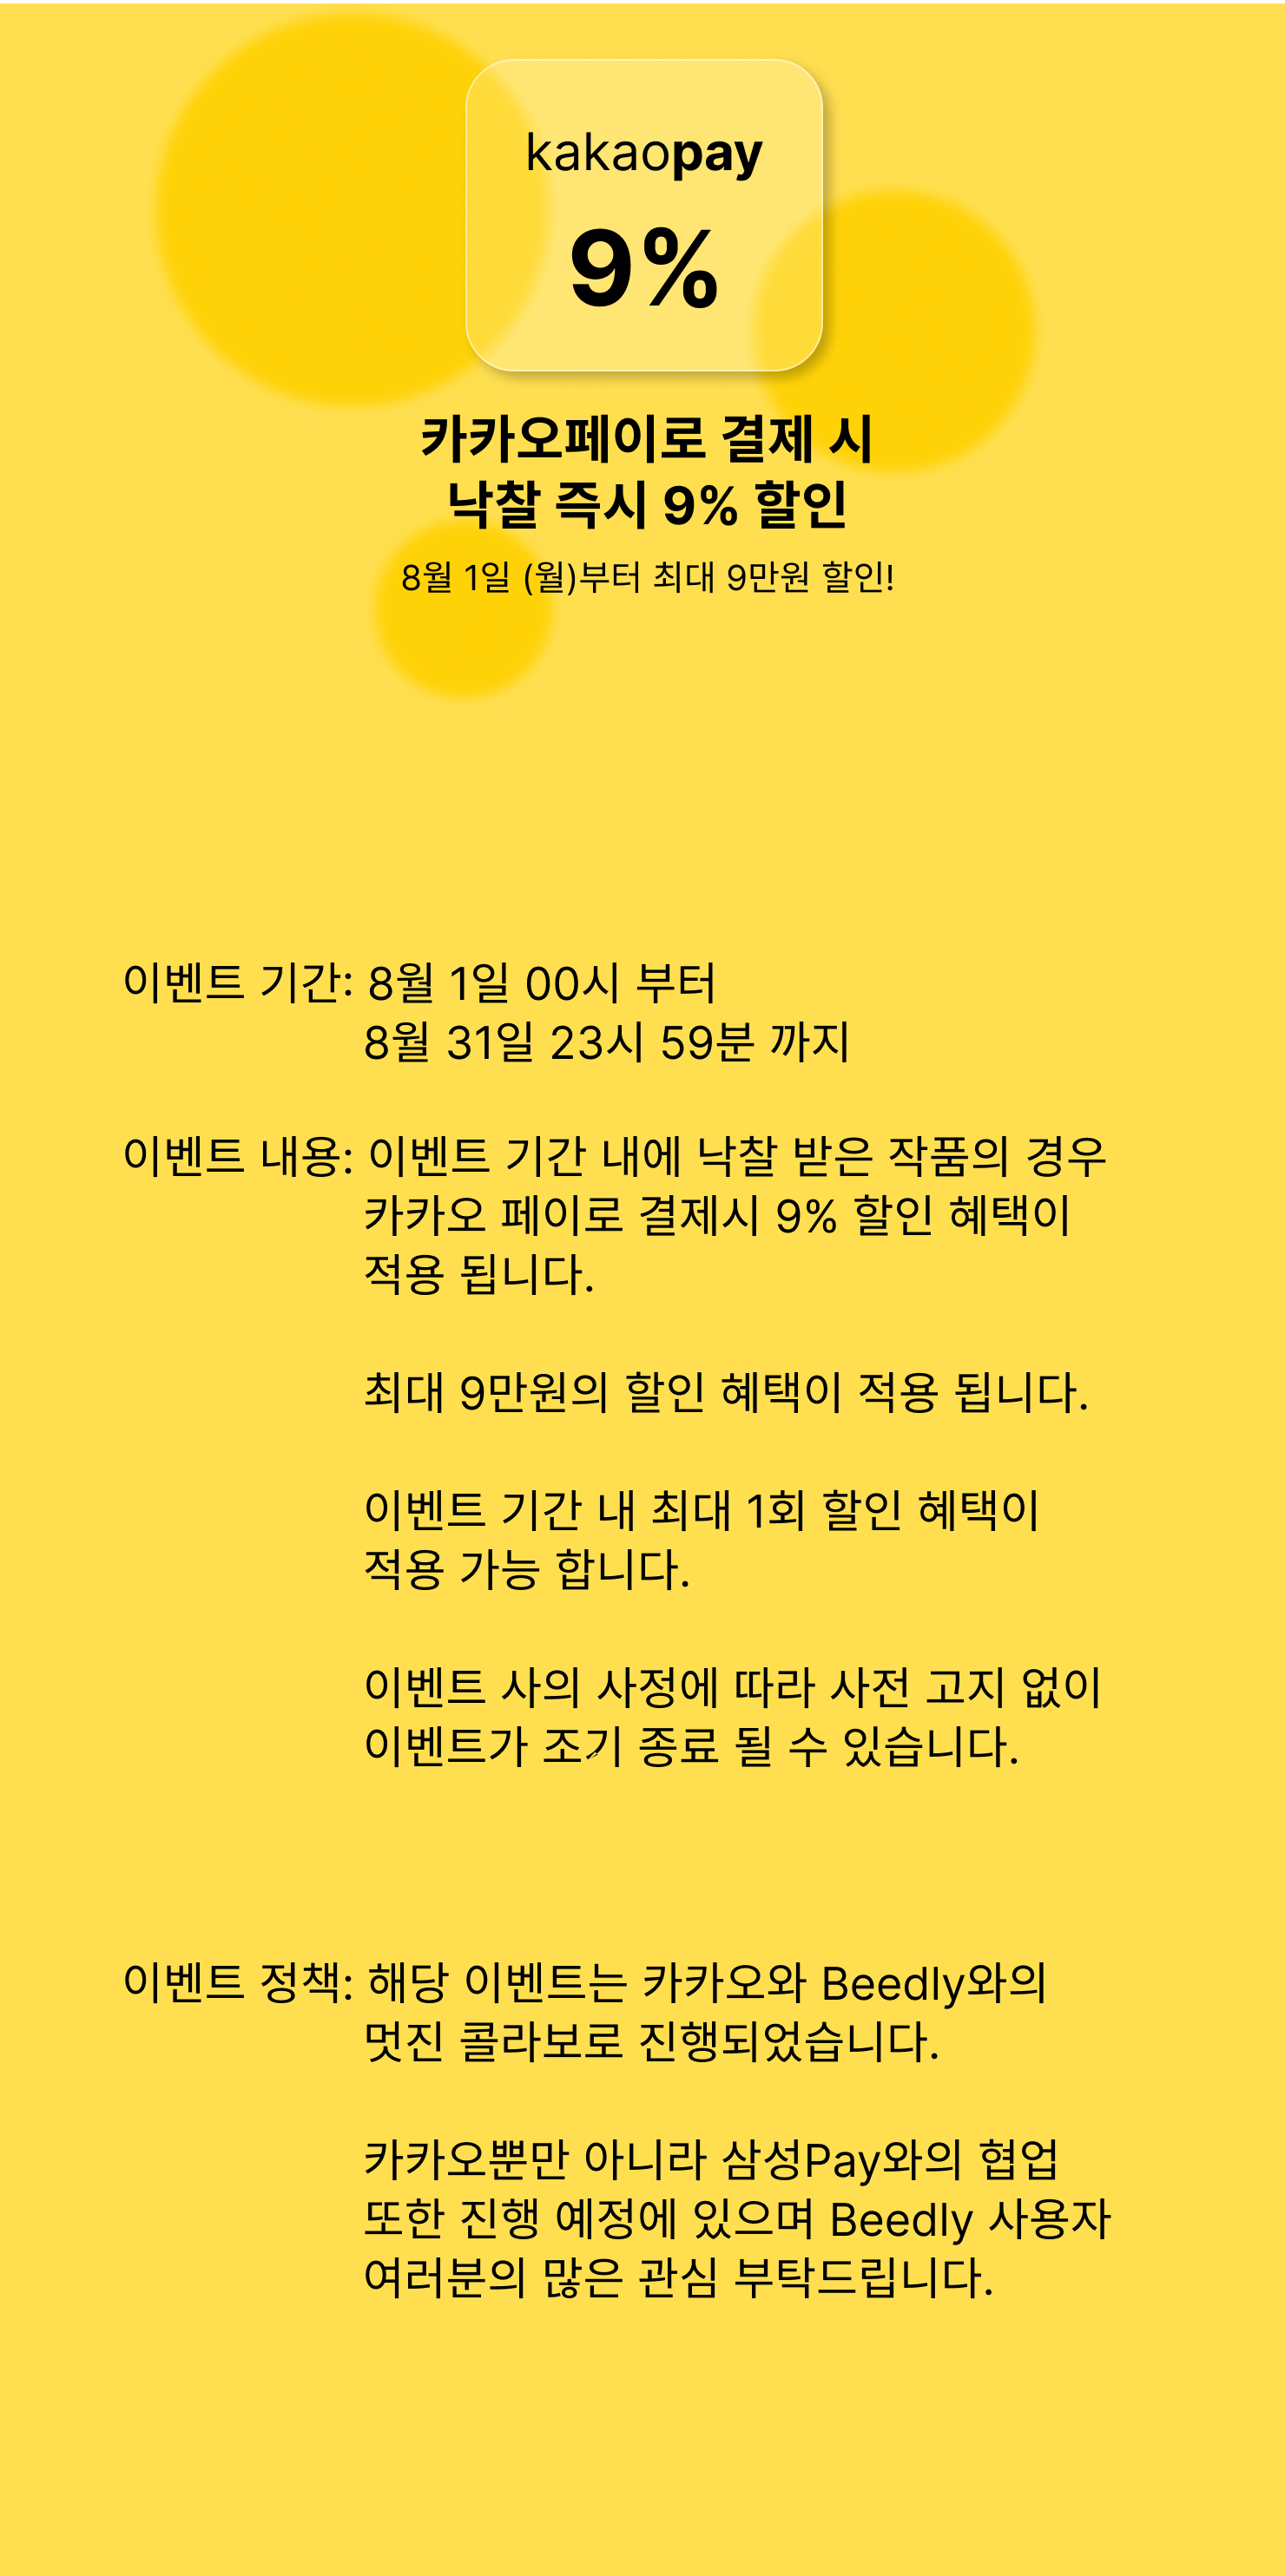 kakaopay
9%
카카오페이로 결제 시
낙찰 즉시 9% 할인
8월 1일 (월)부터 최대 9만원 할인!
이벤트 기간: 8월 1일 00시 부터
8월 31일 23시 59분 까지
이벤트 내용: 이벤트 기간 내에 낙찰 받은 작품의 경우
카카오 페이로 결제시 9% 할인 혜택이
적용 됩니다.
최대 9만원의 할인 혜택이 적용 됩니다.
이벤트 기간 내 최대 1회 할인 혜택이
적용 가능 합니다.
이벤트 사의 사정에 따라 사전 고지 없이
이벤트가 조기 종료 될 수 있습니다.
이벤트 정책: 해당 이벤트는 카카오와 Beedly와의
멋진 콜라보로 진행되었습니다.
카카오뿐만 아니라 삼성Pay와의 협업
또한 진행 예정에 있으며 Beedly 사용자
여러분의 많은 관심 부탁드립니다.